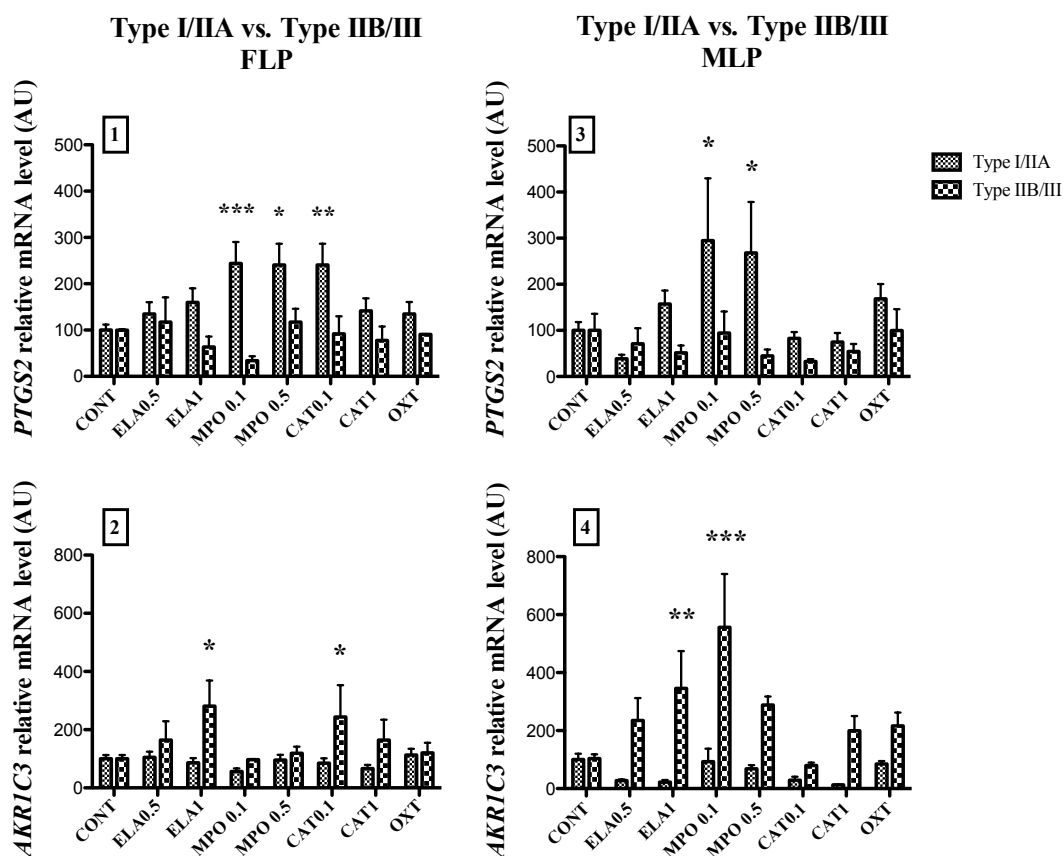 Type I/IIA vs. Type IIB/III
FLP
Type I/IIA vs. Type IIB/III
MLP
PTGS2 relative mRNA level (AU)
1
500
400
300
200
100
0
***
*
**
CONT
ELA0.5
ELA1
MPO 0.1
MPO 0.5
CAT0.1
CAT1
OXT
PTGS2 relative mRNA level (AU)
3
500
400
300
200
100
0
*
*
CONT
ELA0.5
ELA1
MPO 0.1
MPO 0.5
CAT0.1
CAT1
OXT
Type I/IIA
Type IIB/III
AKR1C3 relative mRNA level (AU)
2
800
600
400
200
0
*
*
CONT
ELA0.5
ELA1
MPO 0.1
MPO 0.5
CAT0.1
CAT1
OXT
AKR1C3 relative mRNA level (AU)
4
800
600
400
200
0
**
***
CONT
ELA0.5
ELA1
MPO 0.1
MPO 0.5
CAT0.1
CAT1
OXT